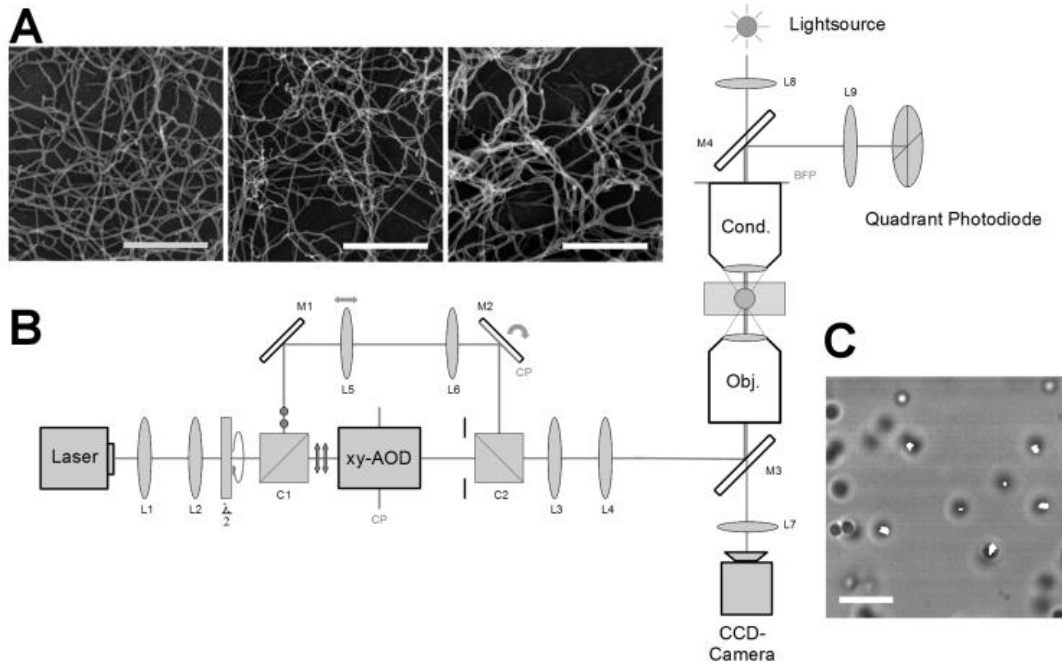 A
Lightsource
L8
L9
M4
BFP
Quadrant Photodiode
Cond.
B
M1
M2
CP
L5
L6
Obj.
C
Laser
xy-AOD
M3
L1
L2
λ/2
C1
CP
C2
L3
L4
L7
CCD-
Camera